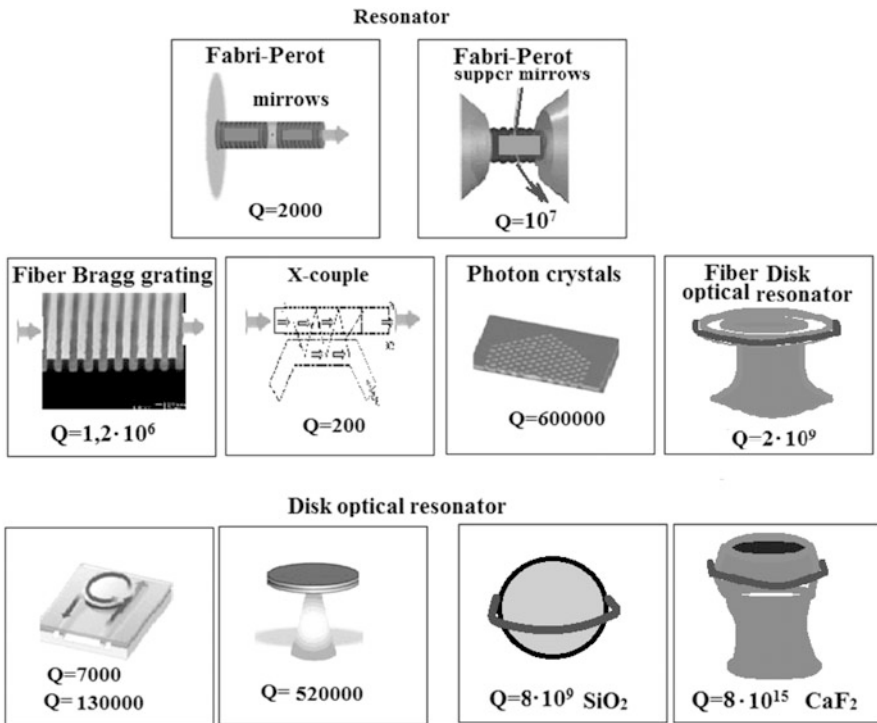 Resonator
Fabri-Perot
mirrows
Q=2000
Fabri-Perot
supper mirrows
Q=10⁷
Fiber Bragg grating
Q=1,2·10⁶
X-couple
Q=200
Photon crystals
Q=600000
Fiber Disk
optical resonator
Q=2·10⁹
Disk optical resonator
Q=7000
Q=130000
Q=520000
Q=8·10⁹ SiO₂
Q=8·10¹⁵ CaF₂